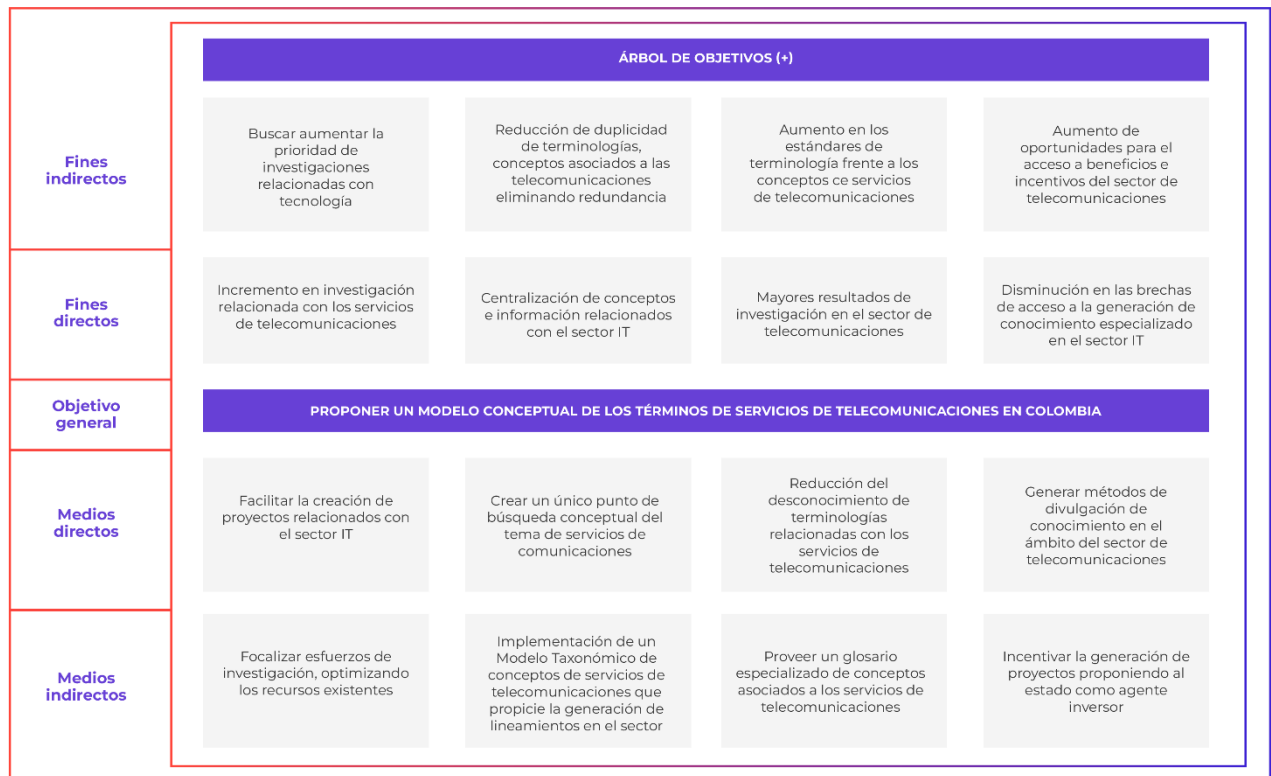 ÁRBOL DE OBJETIVOS (+)
Fines
indirectos
Buscar aumentar la
prioridad de
investigaciones
relacionadas con
tecnología
Reducción de duplicidad
de terminologías,
conceptos asociados a las
telecomunicaciones
eliminando redundancia
Aumento en los
estándares de
terminología frente a los
conceptos ce servicios
de telecomunicaciones
Aumento de
oportunidades para el
acceso a beneficios e
incentivos del sector de
telecomunicaciones
Fines
directos
Incremento en investigación
relacionada con los servicios
de telecomunicaciones
Centralización de conceptos
e información relacionados
con el sector IT
Mayores resultados de
investigación en el sector de
telecomunicaciones
Disminución en las brechas
de acceso a la generación de
conocimiento especializado
en el sector IT
Objetivo
general
PROPONER UN MODELO CONCEPTUAL DE LOS TÉRMINOS DE SERVICIOS DE TELECOMUNICACIONES EN COLOMBIA
Medios
directos
Facilitar la creación de
proyectos relacionados con
el sector IT
Crear un único punto de
búsqueda conceptual del
tema de servicios de
comunicaciones
Reducción del
desconocimiento de
terminologías
relacionadas con los
servicios de
telecomunicaciones
Generar métodos de
divulgación de
conocimiento en el
ámbito del sector de
telecomunicaciones
Medios
indirectos
Focalizar esfuerzos de
investigación, optimizando
los recursos existentes
Implementación de un
Modelo Taxonómico de
conceptos de servicios de
telecomunicaciones que
propicie la generación de
lineamientos en el sector
Proveer un glosario
especializado de conceptos
asociados a los servicios de
telecomunicaciones
Incentivar la generación de
proyectos proponiendo al
estado como agente
inversor